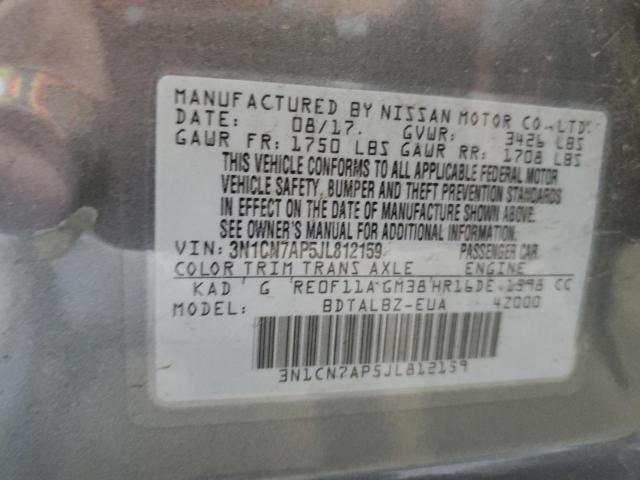 MANUFACTURED BY NISSAN MOTOR CO.,LTD.
DATE: 08/17. GVWR: 3426 LBS
GAWR FR: 1750 LBS GAWR RR: 1708 LBS
THIS VEHICLE CONFORMS TO ALL APPLICABLE FEDERAL MOTOR
VEHICLE SAFETY, BUMPER AND THEFT PREVENTION STANDARDS
IN EFFECT ON THE DATE OF MANUFACTURE SHOWN ABOVE.
SEE OWNER'S MANUAL FOR ADDITIONAL INFORMATION.
VIN: 3N1CN7AP5JL812159 PASSENGER CAR
COLOR TRIM TRANS AXLE ENGINE
KAD G RE0F11A GM38 HR16DE 1598 CC
MODEL: BDTALBZ-EUA 42000
3N1CN7AP5JL812159